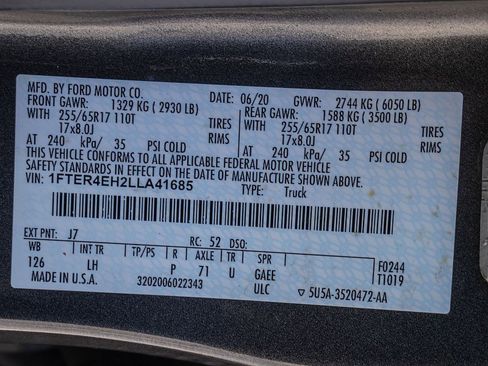 MFD. BY FORD MOTOR CO.
DATE: 06/20 GVWR: 2744 KG ( 6050 LB)
FRONT GAWR: 1329 KG ( 2930 LB) REAR GAWR: 1588 KG ( 3500 LB)
WITH 255/65R17 110T TIRES WITH 255/65R17 110T TIRES
17x8.0J RIMS 17x8.0J RIMS
AT 240 kPa/ 35 PSI COLD AT 240 kPa/ 35 PSI COLD
THIS VEHICLE CONFORMS TO ALL APPLICABLE FEDERAL MOTOR VEHICLE
SAFETY STANDARDS IN EFFECT ON THE DATE OF MANUFACTURE SHOWN ABOVE.
VIN: 1FTER4EH2LLA41685
TYPE: Truck
EXT PNT: J7 RC: 52 DSO:
WB INT TR TP/PS R AXLE TR SPR F0244
126 LH P 71 U GAEE T1019
MADE IN U.S.A. 3202006022343 ULC ▽ 5U5A-3520472-AA